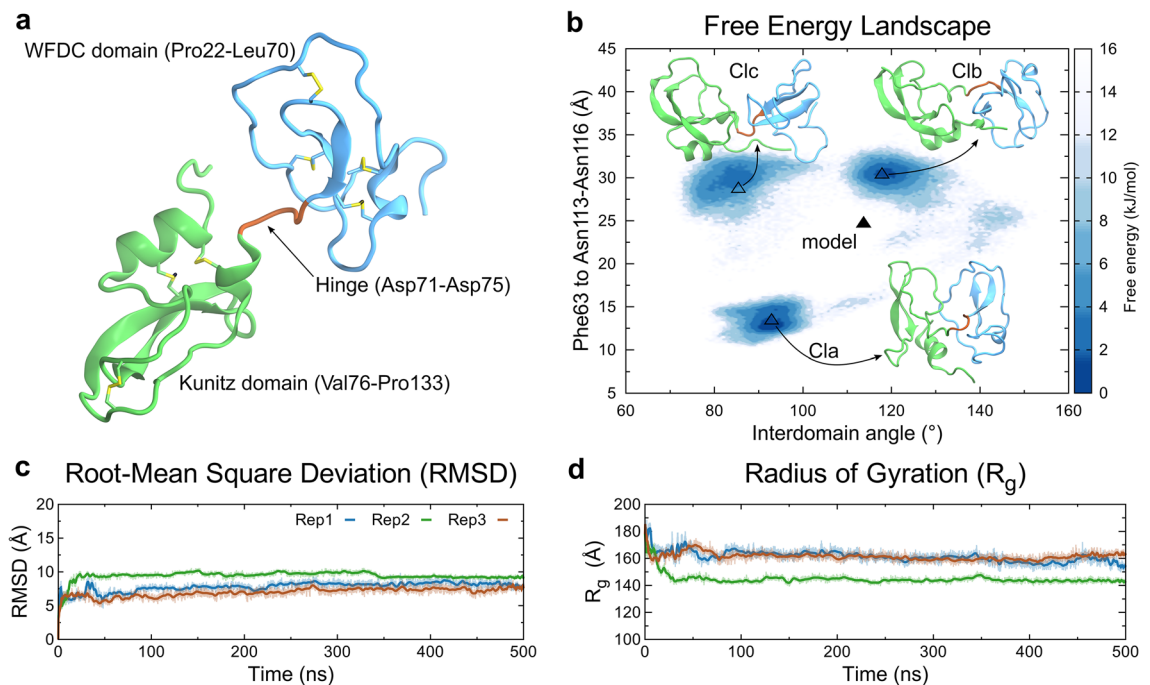 a
WFDC domain (Pro22-Leu70)
Hinge (Asp71-Asp75)
Kunitz domain (Val76-Pro133)
b
Free Energy Landscape
Phe63 to Asn113-Asn116 (Å)
45
40
35
30
25
20
15
10
5
Clc
Clb
model
Cla
60
80
100
120
140
160
Interdomain angle (°)
16
14
12
10
8
6
4
2
0
Free energy (kJ/mol)
c
Root-Mean Square Deviation (RMSD)
RMSD (Å)
20
15
10
5
0
Rep1
Rep2
Rep3
0
100
200
300
400
500
Time (ns)
d
Radius of Gyration (Rg)
Rg (Å)
200
180
160
140
120
100
0
100
200
300
400
500
Time (ns)